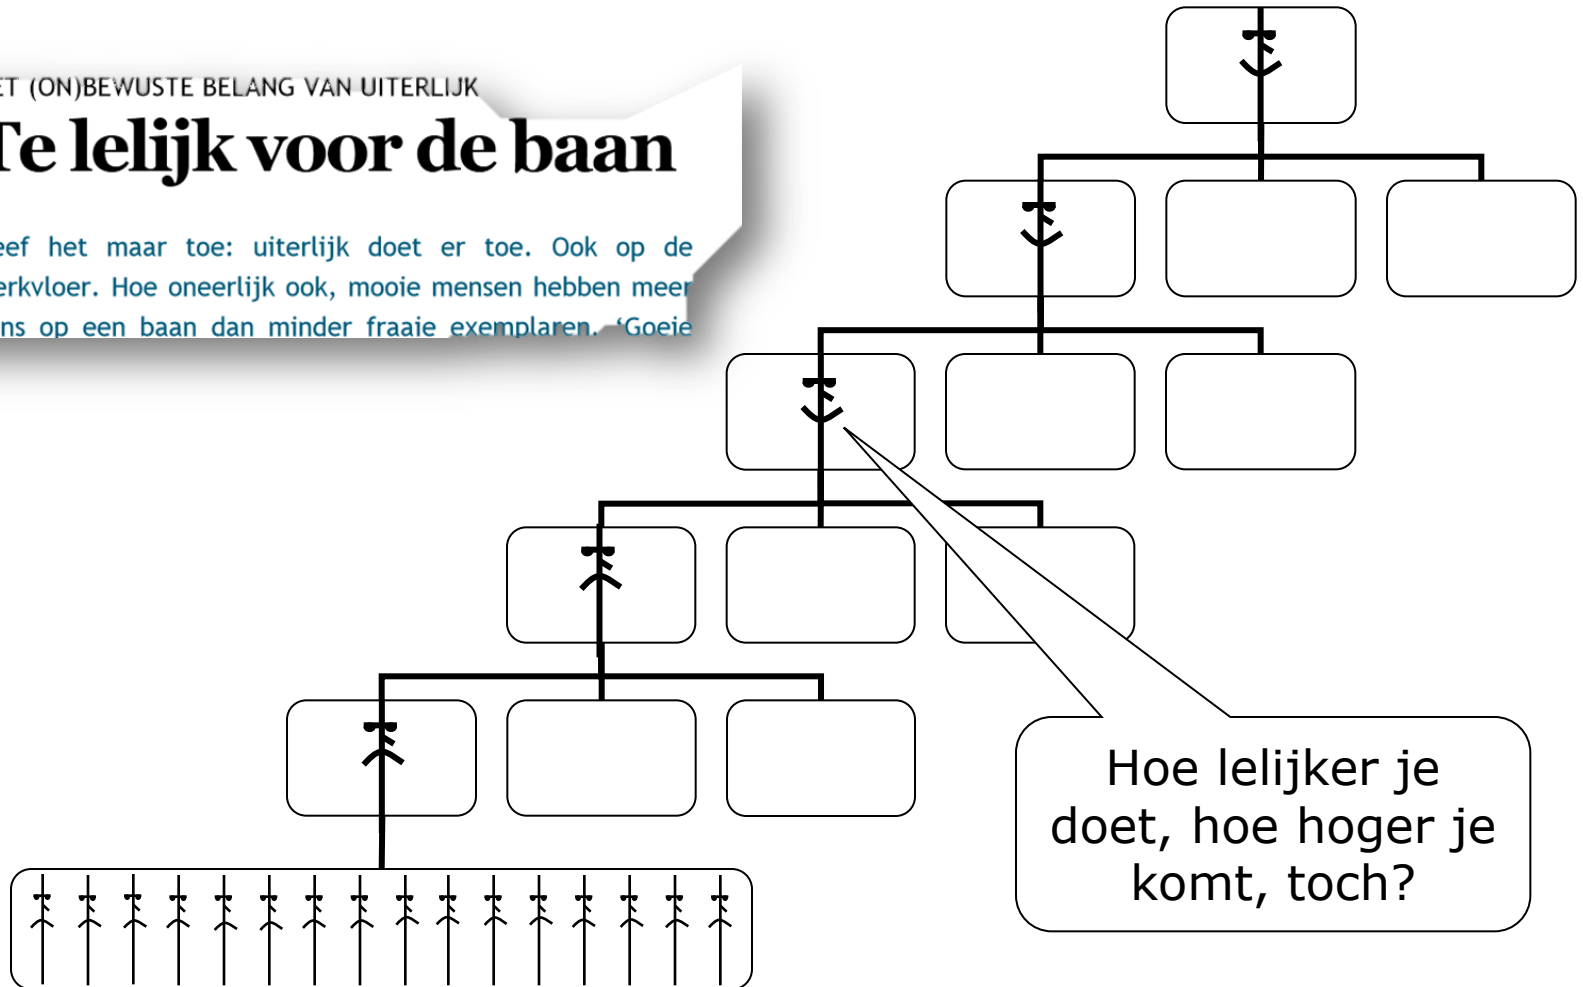 ET (ON)BEWUSTE BELANG VAN UITERLIJK
Te lelijk voor de baan
eef het maar toe: uiterlijk doet er toe. Ook op de
erkvloer. Hoe oneerlijk ook, mooie mensen hebben meer
ns op een baan dan minder fraaie exemplaren. ‘Goeie
Hoe lelijker je
doet, hoe hoger je
komt, toch?